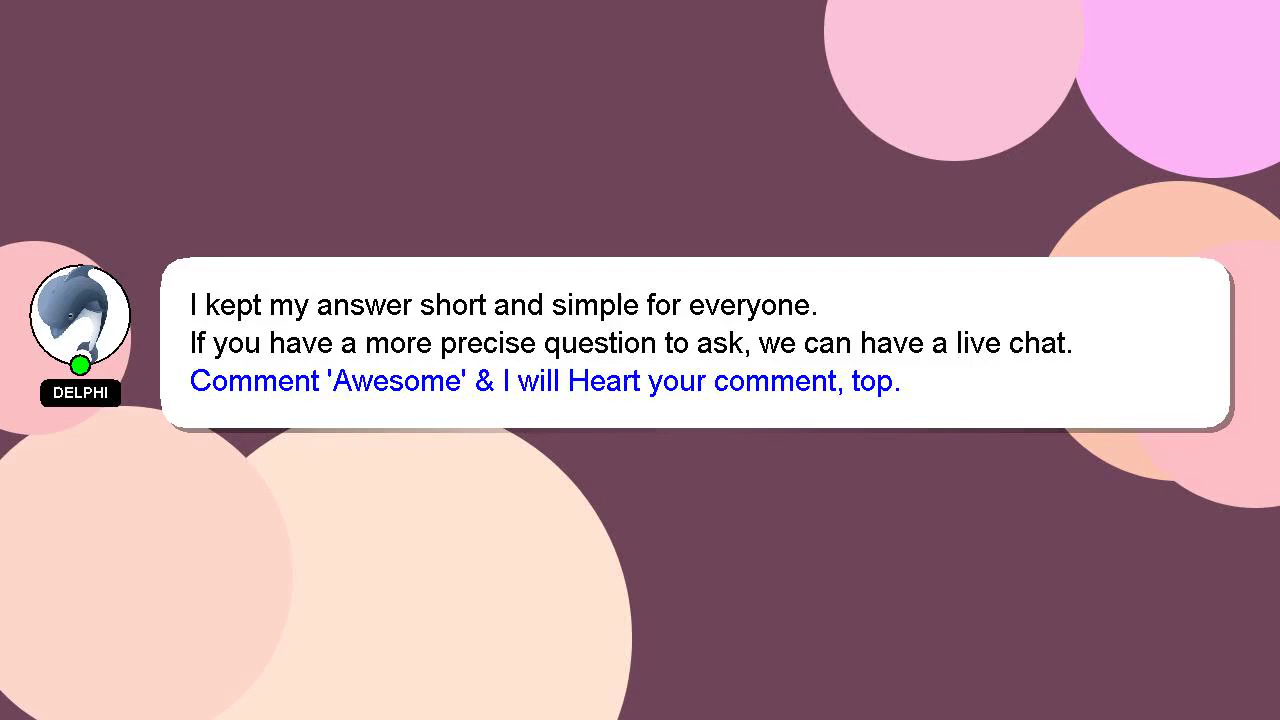 I kept my answer short and simple for everyone.
If you have a more precise question to ask, we can have a live chat.
Comment 'Awesome' & I will Heart your comment, top.
DELPHI